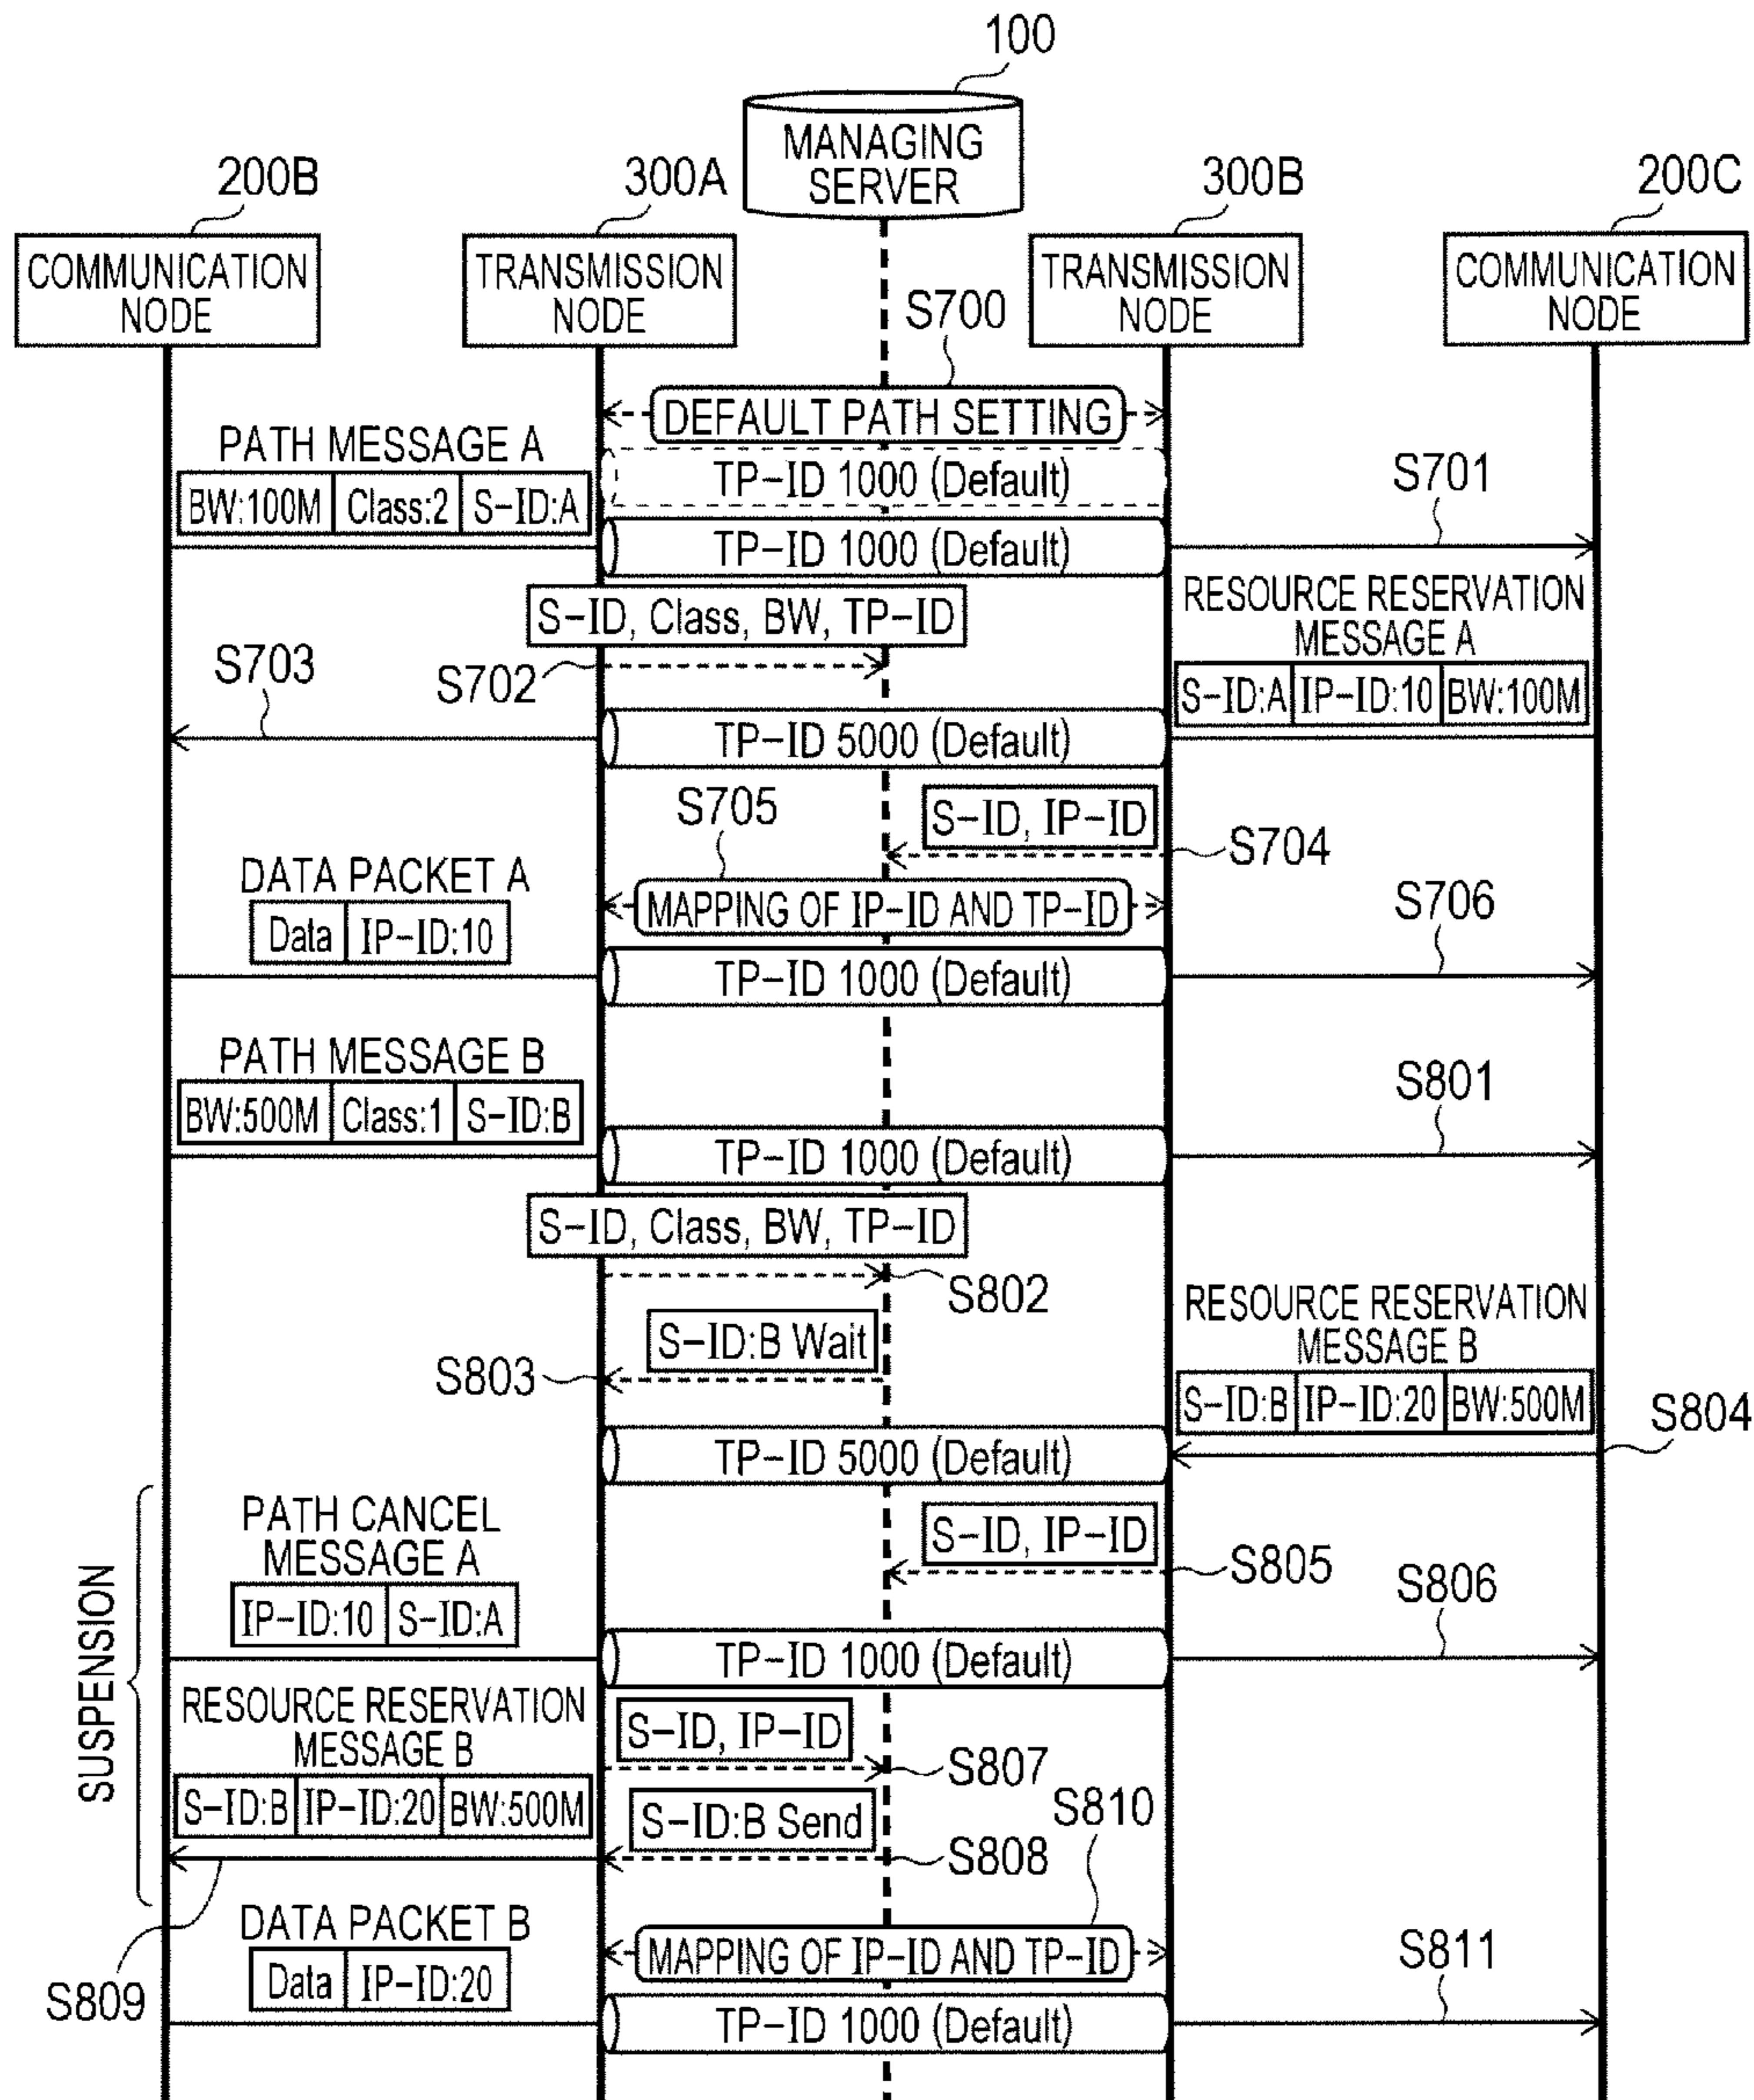 100
MANAGING
SERVER
200B
300A
300B
200C
COMMUNICATION
NODE
TRANSMISSION
NODE
TRANSMISSION
NODE
COMMUNICATION
NODE
S700
DEFAULT PATH SETTING
PATH MESSAGE A
BW:100M Class:2 S-ID:A
TP-ID 1000 (Default)
S701
TP-ID 1000 (Default)
S-ID, Class, BW, TP-ID
S702
RESOURCE RESERVATION
MESSAGE A
S-ID:A IP-ID:10 BW:100M
S703
TP-ID 5000 (Default)
S-ID, IP-ID
S704
S705
MAPPING OF IP-ID AND TP-ID
DATA PACKET A
Data IP-ID:10
S706
TP-ID 1000 (Default)
PATH MESSAGE B
BW:500M Class:1 S-ID:B
S801
TP-ID 1000 (Default)
S-ID, Class, BW, TP-ID
S802
S-ID:B Wait
S803
RESOURCE RESERVATION
MESSAGE B
S-ID:B IP-ID:20 BW:500M
S804
TP-ID 5000 (Default)
SUSPENSION
PATH CANCEL
MESSAGE A
IP-ID:10 S-ID:A
S-ID, IP-ID
S805
S806
TP-ID 1000 (Default)
RESOURCE RESERVATION
MESSAGE B
S-ID:B IP-ID:20 BW:500M
S-ID, IP-ID
S807
S-ID:B Send
S808
S810
S809
DATA PACKET B
Data IP-ID:20
MAPPING OF IP-ID AND TP-ID
S811
TP-ID 1000 (Default)